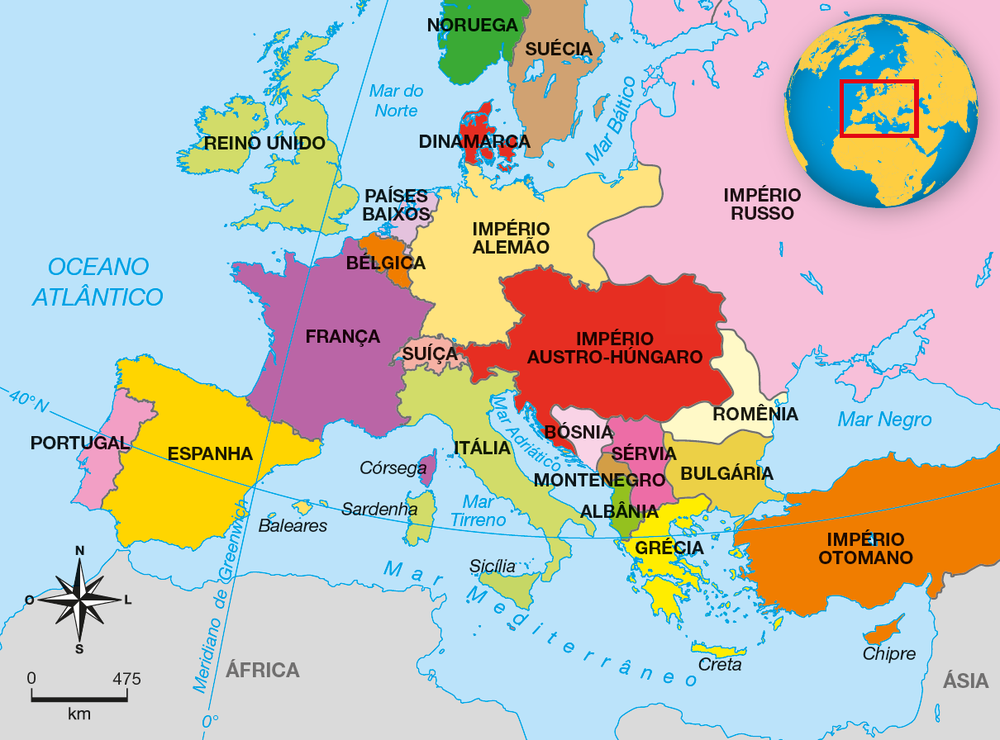 NORUEGA
SUÉCIA
Mar do
Norte
Mar Báltico
DINAMARCA
REINO UNIDO
PAÍSES
BAIXOS
IMPÉRIO
RUSSO
IMPÉRIO
ALEMÃO
BÉLGICA
OCEANO
ATLÂNTICO
FRANÇA
SUÍÇA
IMPÉRIO
AUSTRO-HÚNGARO
40°N
ROMÊNIA
Mar Negro
PORTUGAL
ESPANHA
Mar Adriático
BÓSNIA
ITÁLIA
SÉRVIA
Córsega
MONTENEGRO
BULGÁRIA
Sardenha
Mar
Tirreno
ALBÂNIA
Baleares
GRÉCIA
IMPÉRIO
OTOMANO
Sicília
Mar Mediterrâneo
N
O
L
S
Meridiano de Greenwich
Creta
Chipre
ÁFRICA
ÁSIA
0 475
km
0°